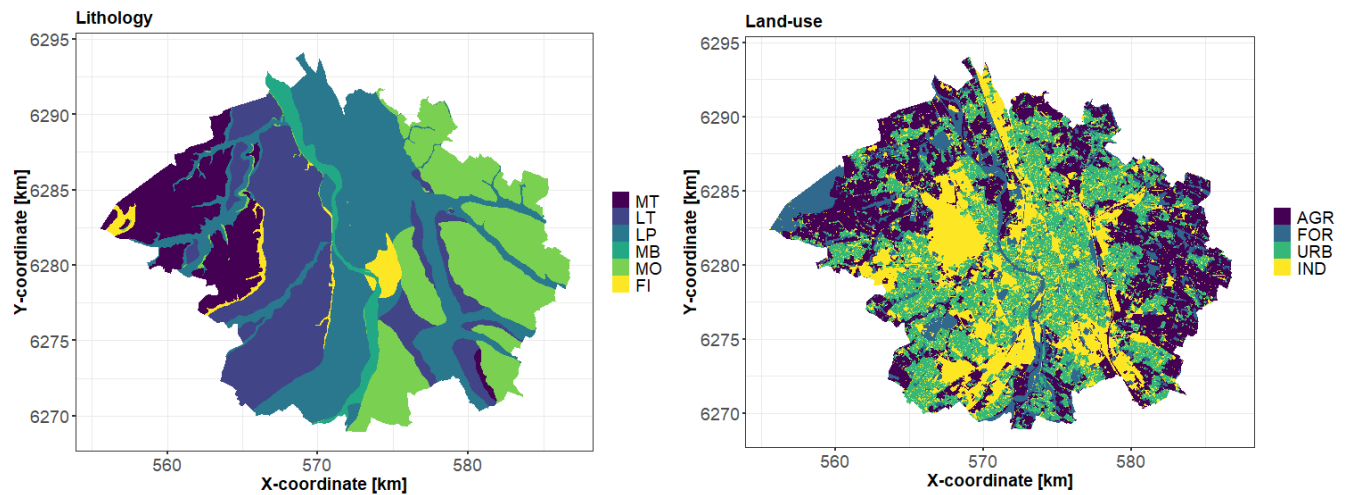 Lithology
6295
6290
6285
6280
6275
6270
Y-coordinate [km]
560
570
580
X-coordinate [km]
MT
LT
LP
MB
MO
FI
Land-use
6295
6290
6285
6280
6275
6270
Y-coordinate [km]
560
570
580
X-coordinate [km]
AGR
FOR
URB
IND